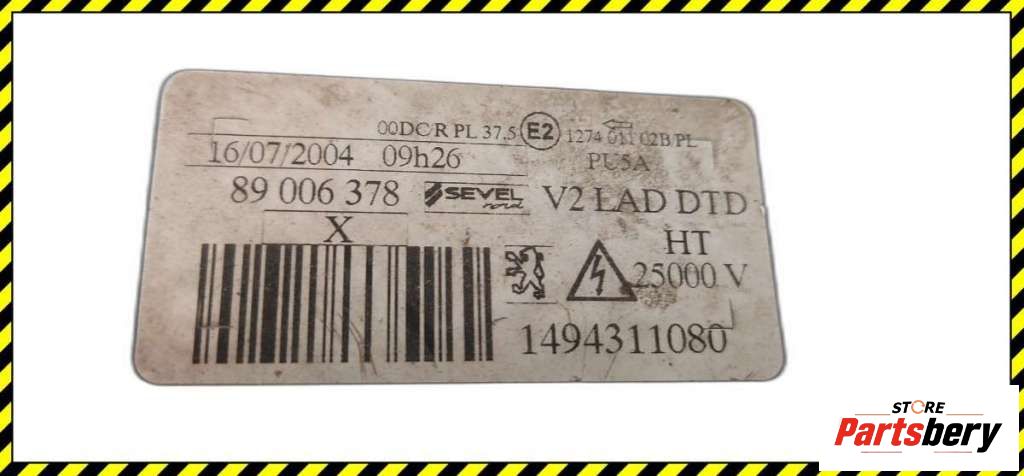 00DC/R PL 37,5 E2 1274 011 02B/PL
16/07/2004 09h26 PU5A
89 006 378 SEVEL nord V2 LAD DTD
X HT
25000 V
1494311080
STORE
Partsbery